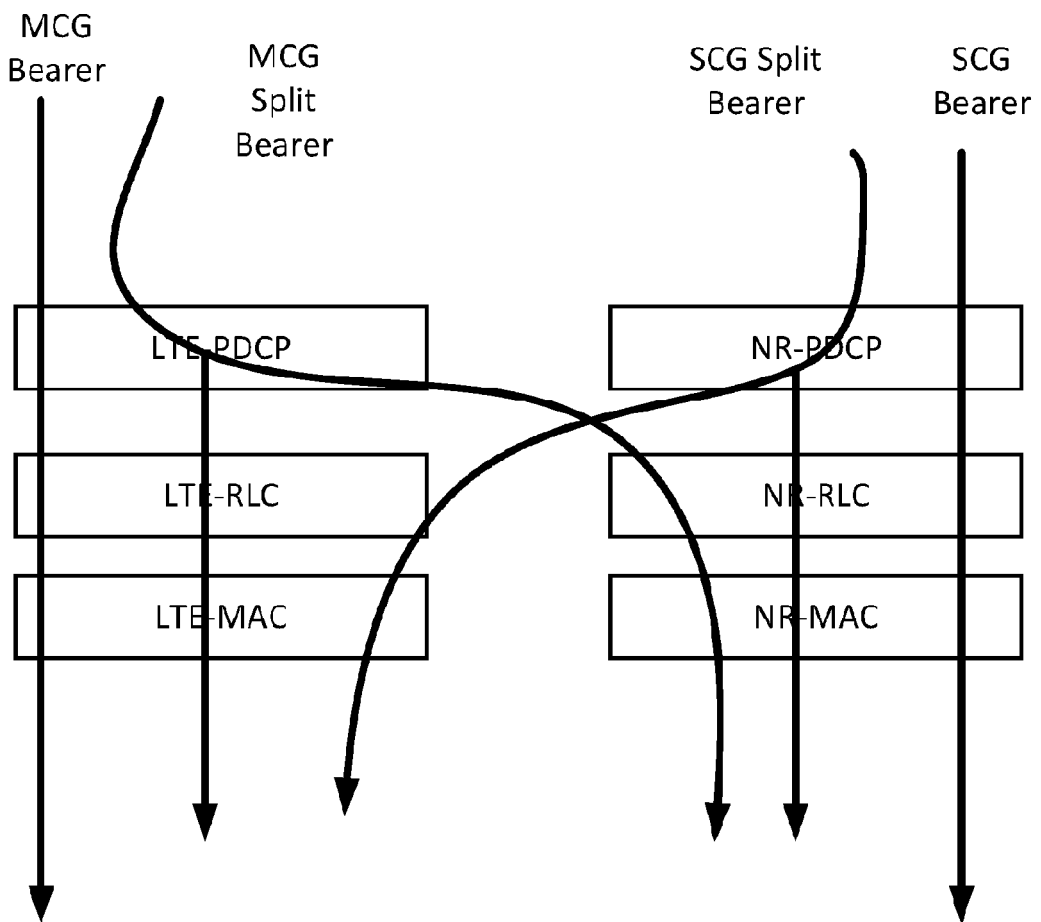 MCG
Bearer
MCG
Split
Bearer
SCG Split
Bearer
SCG
Bearer
LTE-PDCP
NR-PDCP
LTE-RLC
NR-RLC
LTE-MAC
NR-MAC